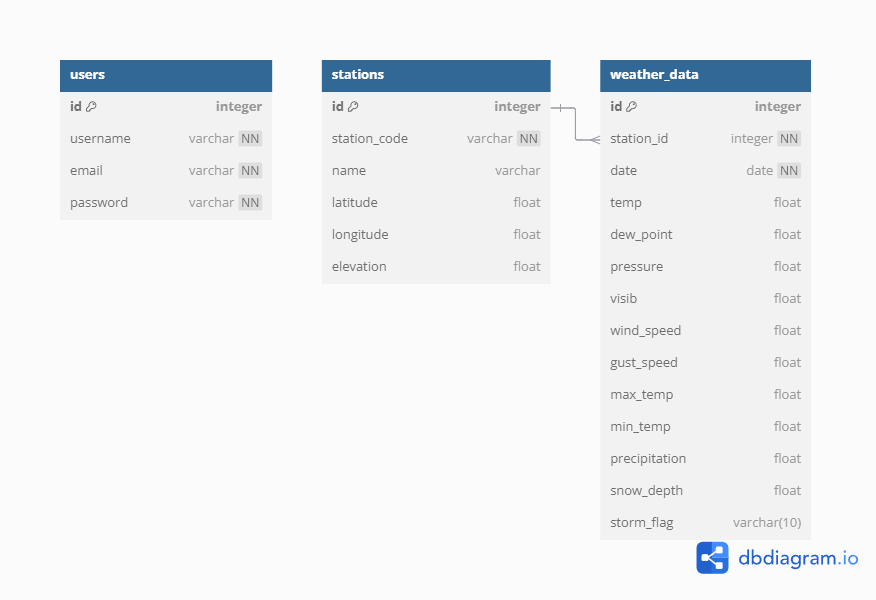 users
id integer
username varchar NN
email varchar NN
password varchar NN
stations
id integer
station_code varchar NN
name varchar
latitude float
longitude float
elevation float
weather_data
id integer
station_id integer NN
date date NN
temp float
dew_point float
pressure float
visib float
wind_speed float
gust_speed float
max_temp float
min_temp float
precipitation float
snow_depth float
storm_flag varchar(10)
dbdiagram.io